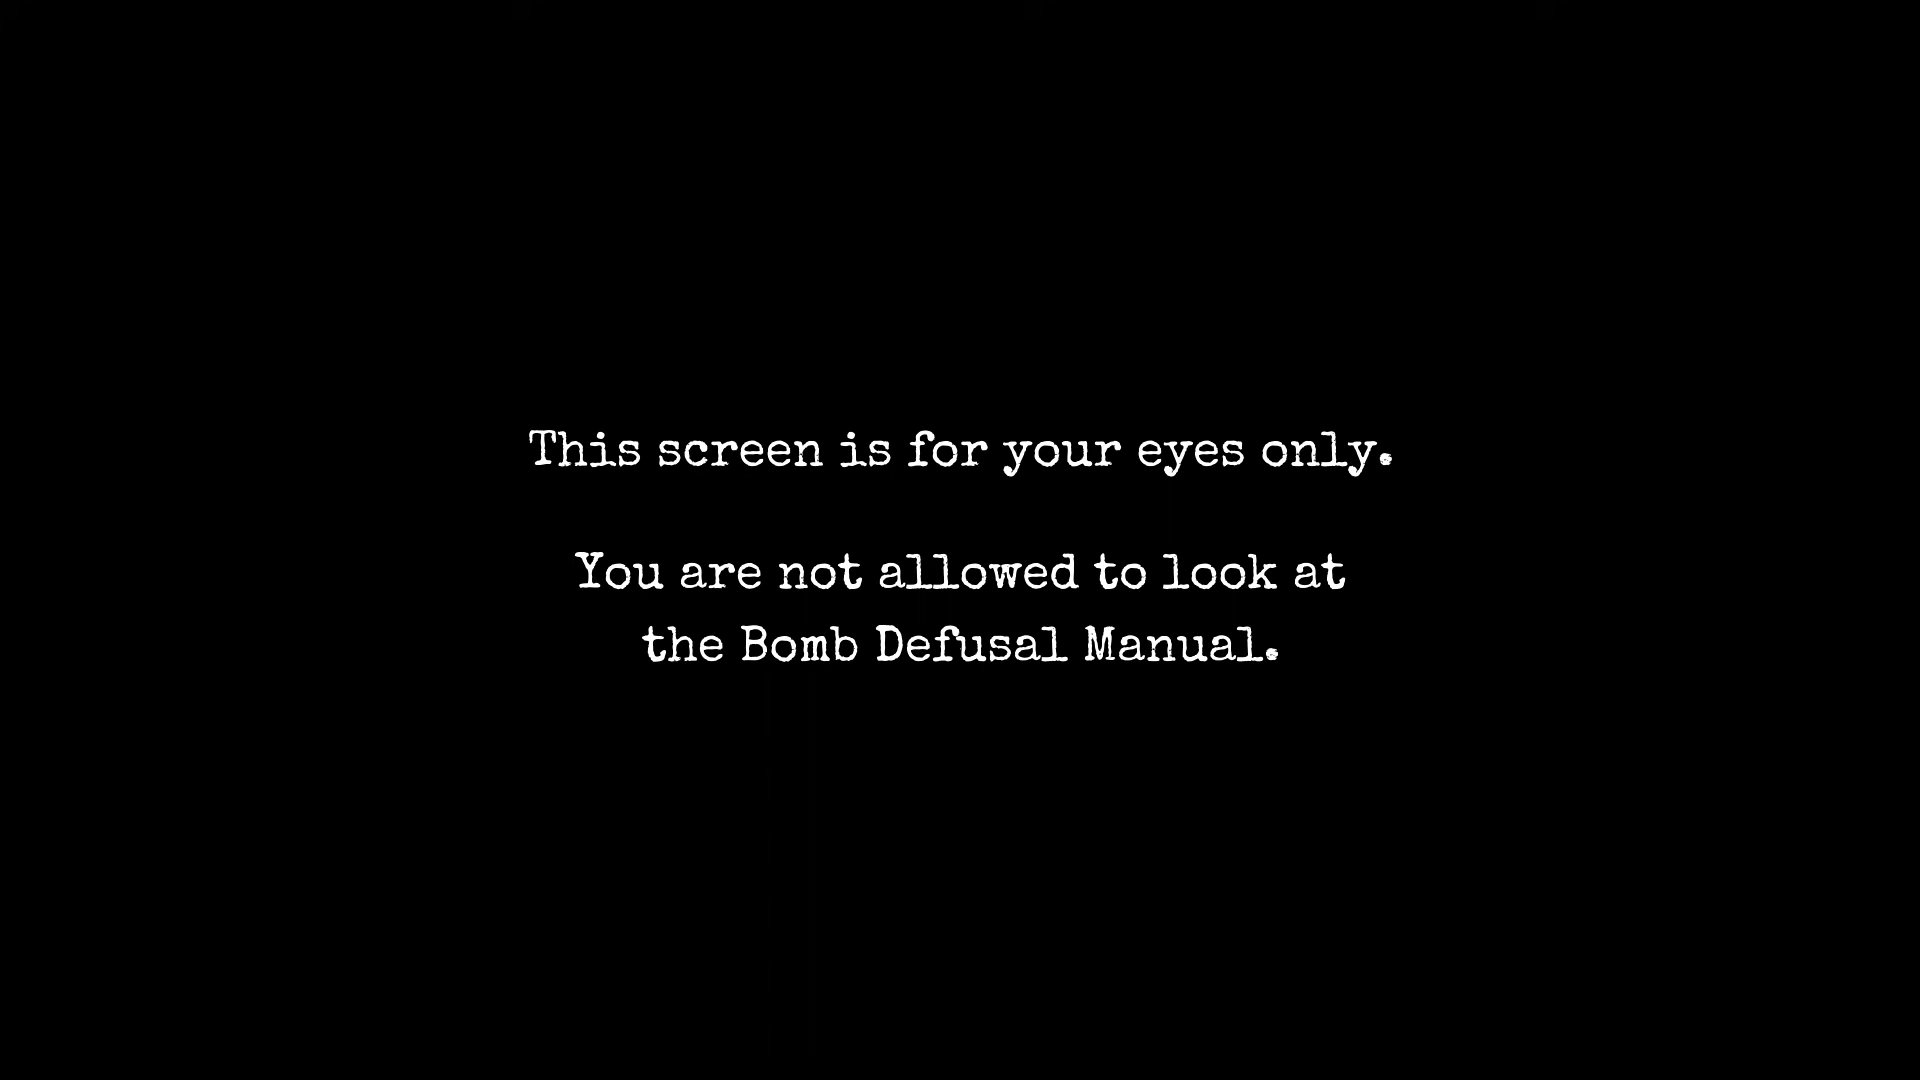 This screen is for your eyes only.
You are not allowed to look at
the Bomb Defusal Manual.